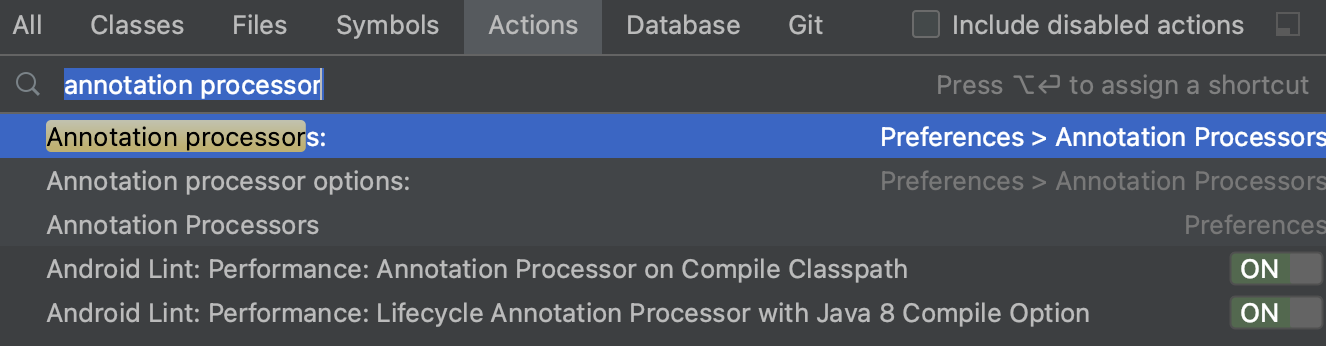 All Classes Files Symbols Actions Database Git Include disabled actions
annotation processor Press ⌥↩ to assign a shortcut
Annotation processors: Preferences > Annotation Processors
Annotation processor options: Preferences > Annotation Processors
Annotation Processors Preferences
Android Lint: Performance: Annotation Processor on Compile Classpath ON
Android Lint: Performance: Lifecycle Annotation Processor with Java 8 Compile Option ON